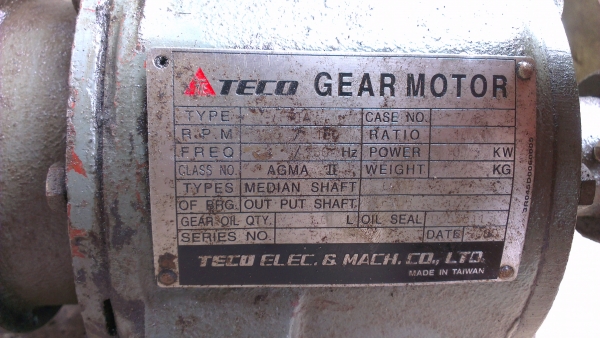 TECO GEAR MOTOR
TYPE CASE NO.
R.P.M RATIO
FREQ Hz POWER KW
CLASS NO. AGMA II WEIGHT KG
TYPES MEDIAN SHAFT
OF BRG. OUT PUT SHAFT
GEAR OIL QTY. L OIL SEAL
SERIES NO. DATE
TECO ELEC. & MACH. CO., LTD.
MADE IN TAIWAN